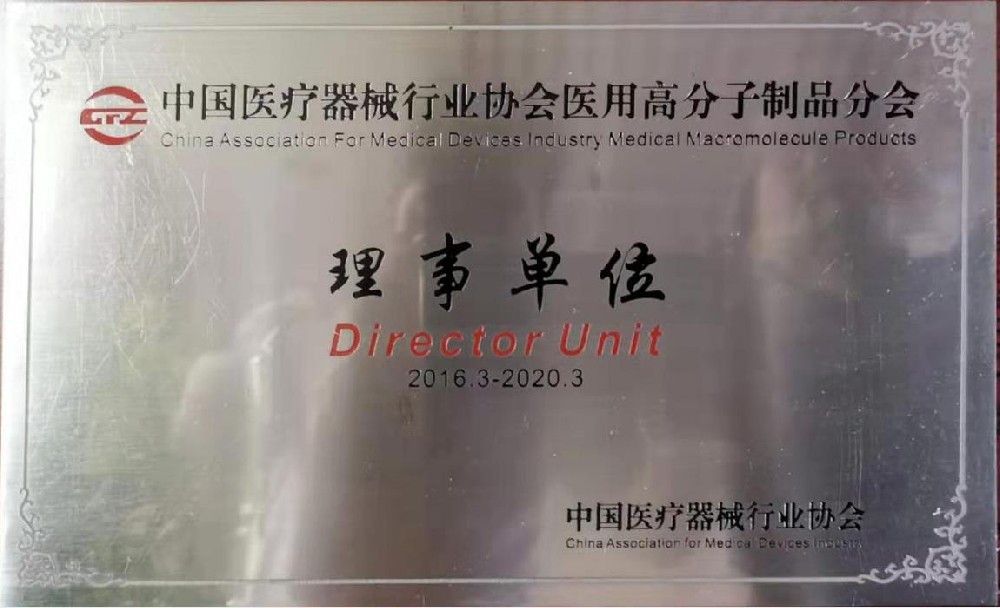 中国医疗器械行业协会医用高分子制品分会
China Association For Medical Devices Industry Medical Macromolecule Products
理事单位
Director Unit
2016.3-2020.3
中国医疗器械行业协会
China Association for Medical Devices Industry